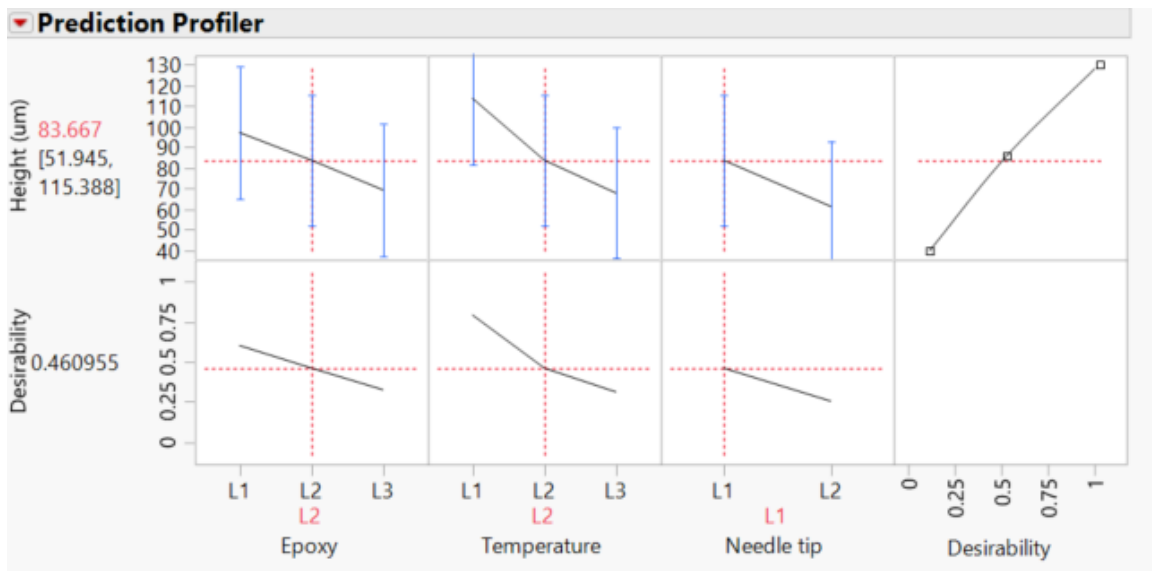 Prediction Profiler
Height (um)
83.667
[51.945,
115.388]
130
120
110
100
90
80
70
60
50
40
Desirability
0.460955
1
0.75
0.5
0.25
0
L1 L2 L3
L2
Epoxy
L1 L2 L3
L2
Temperature
L1 L2
L1
Needle tip
0 0.25 0.5 0.75 1
Desirability